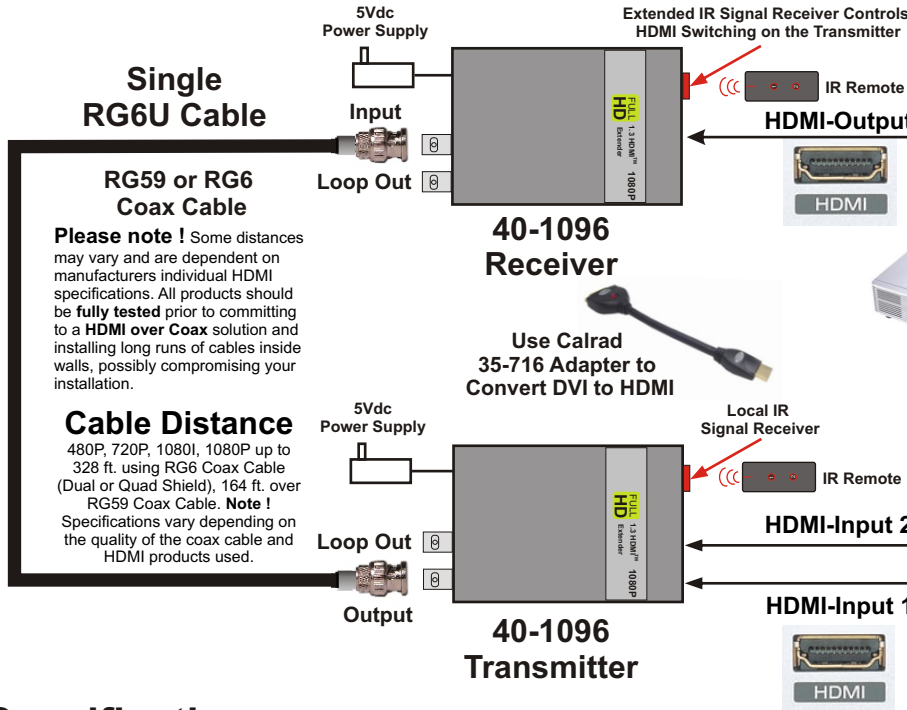 5Vdc
Power Supply
Extended IR Signal Receiver Controls
HDMI Switching on the Transmitter
IR Remote
Single
RG6U Cable
Input
Loop Out
FULL
HD
1.3 HDMI™
Extender
1080P
HDMI-Output
HDMI
RG59 or RG6
Coax Cable
40-1096
Receiver
Please note ! Some distances
may vary and are dependent on
manufacturers individual HDMI
specifications. All products should
be fully tested prior to committing
to a HDMI over Coax solution and
installing long runs of cables inside
walls, possibly compromising your
installation.
Use Calrad
35-716 Adapter to
Convert DVI to HDMI
Cable Distance
480P, 720P, 1080I, 1080P up to
328 ft. using RG6 Coax Cable
(Dual or Quad Shield), 164 ft. over
RG59 Coax Cable. Note !
Specifications vary depending on
the quality of the coax cable and
HDMI products used.
5Vdc
Power Supply
Local IR
Signal Receiver
IR Remote
Loop Out
Output
FULL
HD
1.3 HDMI™
Extender
1080P
HDMI-Input 2
HDMI-Input 1
HDMI
40-1096
Transmitter